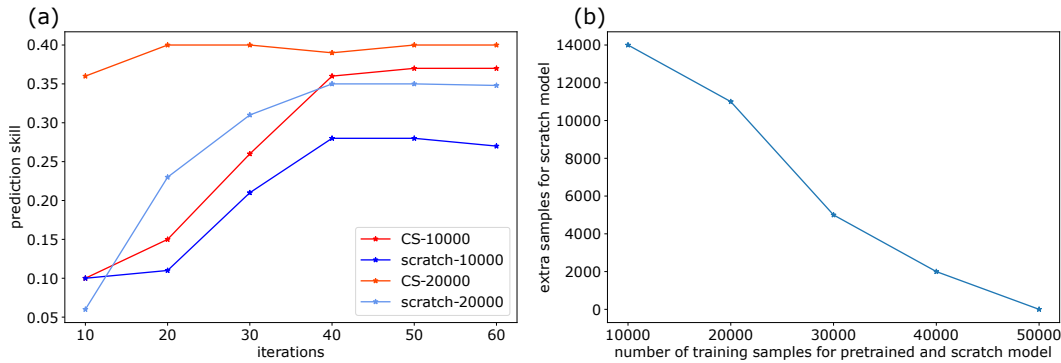 (a)
prediction skill
0.40
0.35
0.30
0.25
0.20
0.15
0.10
0.05
10 20 30 40 50 60
iterations
CS-10000
scratch-10000
CS-20000
scratch-20000
(b)
extra samples for scratch model
14000
12000
10000
8000
6000
4000
2000
0
10000 20000 30000 40000 50000
number of training samples for pretrained and scratch model